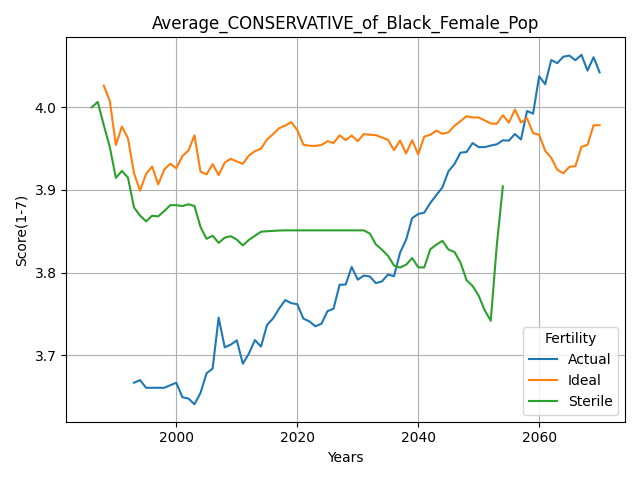 Average_CONSERVATIVE_of_Black_Female_Pop
Score(1-7)
4.0
3.9
3.8
3.7
2000
2020
2040
2060
Years
Fertility
Actual
Ideal
Sterile